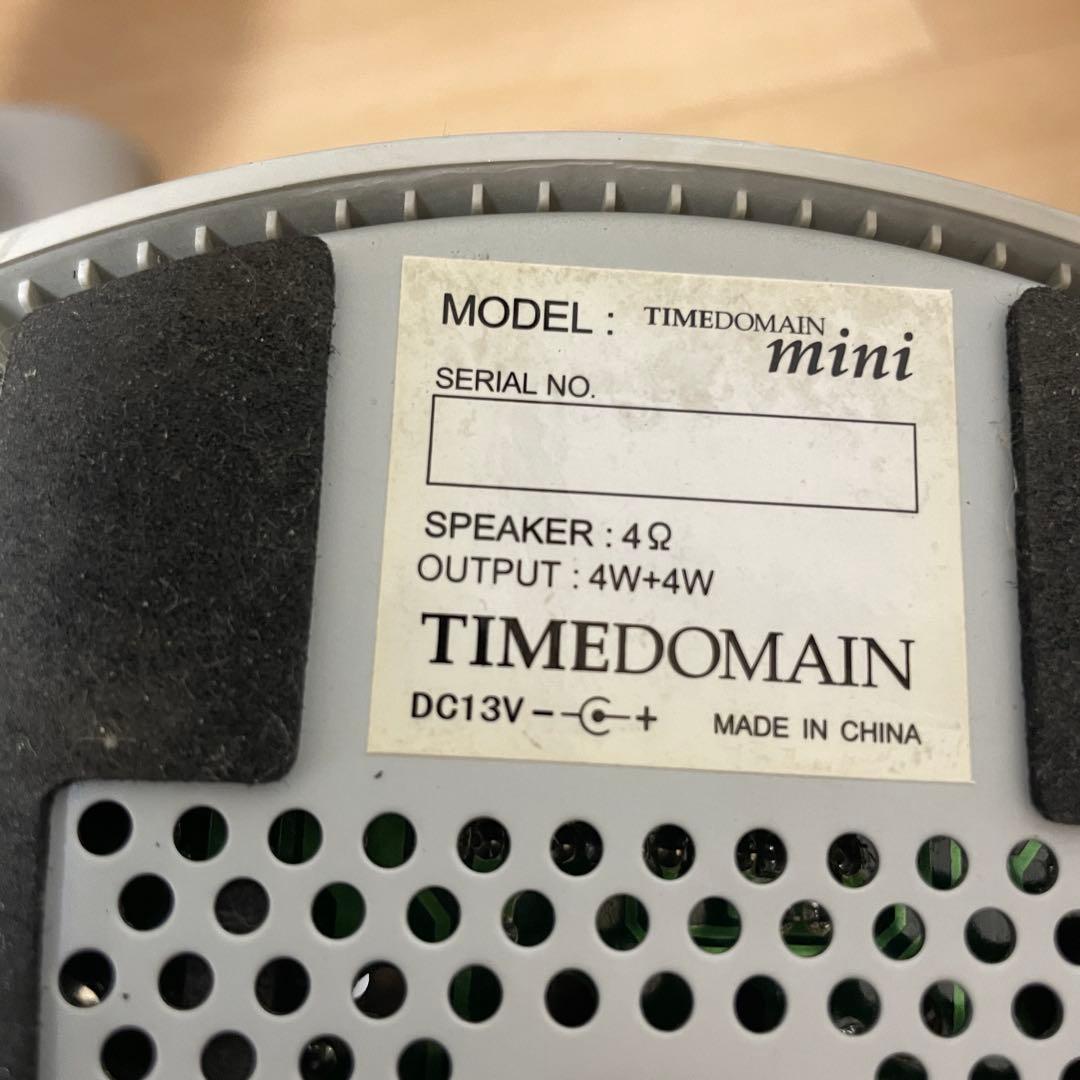 MODEL : TIMEDOMAIN mini
SERIAL NO.
SPEAKER : 4Ω
OUTPUT : 4W+4W
TIMEDOMAIN
DC13V - + MADE IN CHINA